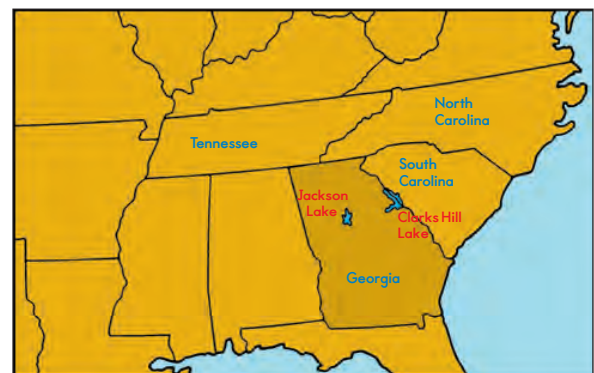 North
Carolina
Tennessee
South
Carolina
Jackson
Lake
Clarks Hill
Lake
Georgia